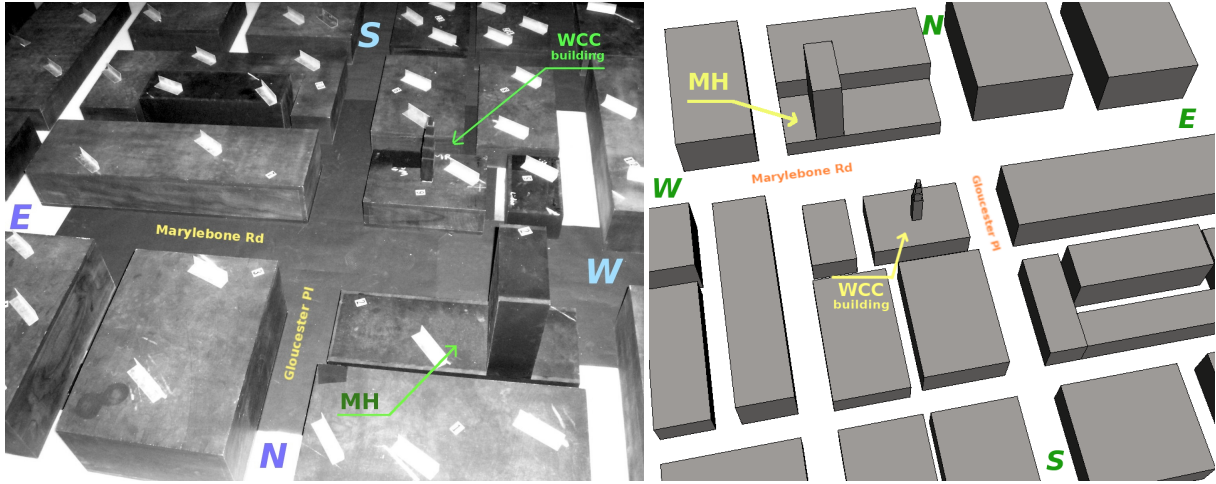 S
WCC
building
E
Marylebone Rd
W
Gloucester Pl
MH
N
N
MH
E
Marylebone Rd
W
Gloucester Pl
WCC
building
S